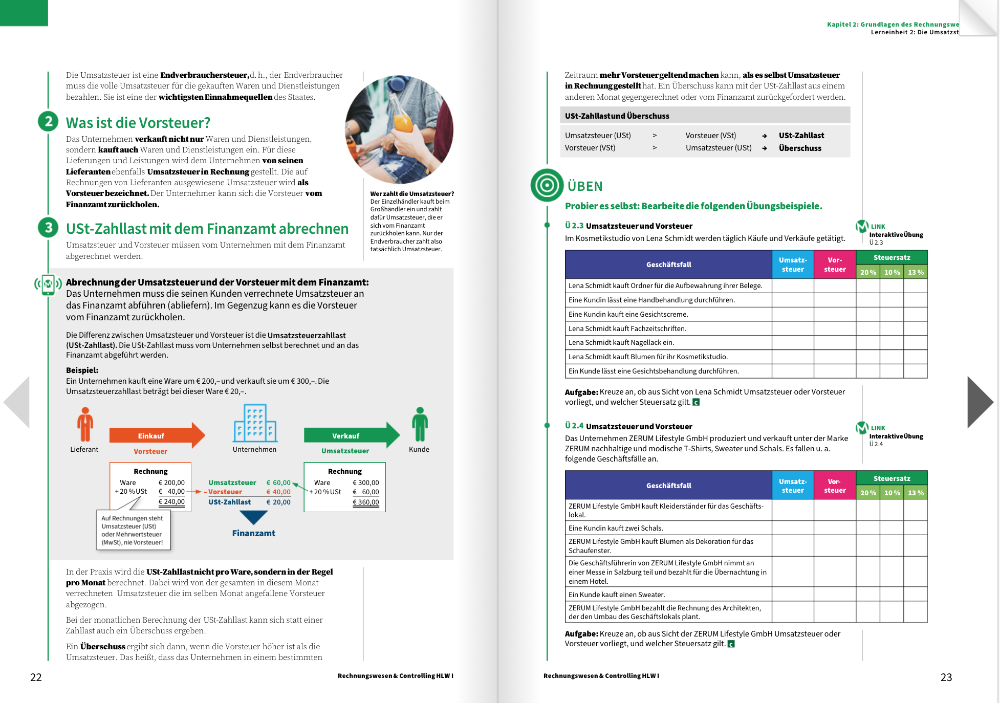 Die Umsatzsteuer ist eine Endverbrauchersteuer, d. h., der Endverbraucher
muss die volle Umsatzsteuer für die gekauften Waren und Dienstleistungen
bezahlen. Sie ist eine der wichtigsten Einnahmequellen des Staates.
2 Was ist die Vorsteuer?
Das Unternehmen verkauft nicht nur Waren und Dienstleistungen,
sondern kauft auch Waren und Dienstleistungen ein. Für diese
Lieferungen und Leistungen wird dem Unternehmen von seinen
Lieferanten ebenfalls Umsatzsteuer in Rechnung gestellt. Die auf
Rechnungen von Lieferanten ausgewiesene Umsatzsteuer wird als
Vorsteuer bezeichnet. Der Unternehmer kann sich die Vorsteuer vom
Finanzamt zurückholen.
Wer zahlt die Umsatzsteuer?
Der Einzelhändler kauft beim
Großhändler ein und zahlt
dafür Umsatzsteuer, die er
sich vom Finanzamt
zurückholen kann. Nur der
Endverbraucher zahlt also
tatsächlich Umsatzsteuer.
3 USt-Zahllast mit dem Finanzamt abrechnen
Umsatzsteuer und Vorsteuer müssen vom Unternehmen mit dem Finanzamt
abgerechnet werden.
Abrechnung der Umsatzsteuer und der Vorsteuer mit dem Finanzamt:
Das Unternehmen muss die seinen Kunden verrechnete Umsatzsteuer an
das Finanzamt abführen (abliefern). Im Gegenzug kann es die Vorsteuer
vom Finanzamt zurückholen.
Die Differenz zwischen Umsatzsteuer und Vorsteuer ist die Umsatzsteuerzahllast
(USt-Zahllast). Die USt-Zahllast muss vom Unternehmen selbst berechnet und an das
Finanzamt abgeführt werden.
Beispiel:
Ein Unternehmen kauft eine Ware um € 200,– und verkauft sie um € 300,–. Die
Umsatzsteuerzahllast beträgt bei dieser Ware € 20,–.
Einkauf
Verkauf
Lieferant
Vorsteuer
Unternehmen
Umsatzsteuer
Kunde
Rechnung
Ware € 200,00
+ 20 % USt € 40,00
€ 240,00
Umsatzsteuer € 60,00
– Vorsteuer € 40,00
USt-Zahllast € 20,00
Rechnung
Ware € 300,00
+ 20 % USt € 60,00
€ 360,00
Auf Rechnungen steht
Umsatzsteuer (USt)
oder Mehrwertsteuer
(MwSt), nie Vorsteuer!
Finanzamt
In der Praxis wird die USt-Zahllast nicht pro Ware, sondern in der Regel
pro Monat berechnet. Dabei wird von der gesamten in diesem Monat
verrechneten Umsatzsteuer die im selben Monat angefallene Vorsteuer
abgezogen.
Bei der monatlichen Berechnung der USt-Zahllast kann sich statt einer
Zahllast auch ein Überschuss ergeben.
Ein Überschuss ergibt sich dann, wenn die Vorsteuer höher ist als die
Umsatzsteuer. Das heißt, dass das Unternehmen in einem bestimmten
22
Rechnungswesen & Controlling HLW I
Kapitel 2: Grundlagen des Rechnungswe
Lerneinheit 2: Die Umsatzst
Zeitraum mehr Vorsteuer geltend machen kann, als es selbst Umsatzsteuer
in Rechnung gestellt hat. Ein Überschuss kann mit der USt-Zahllast aus einem
anderen Monat gegengerechnet oder vom Finanzamt zurückgefordert werden.
USt-Zahllast und Überschuss
Umsatzsteuer (USt) > Vorsteuer (VSt) → USt-Zahllast
Vorsteuer (VSt) > Umsatzsteuer (USt) → Überschuss
ÜBEN
Probier es selbst: Bearbeite die folgenden Übungsbeispiele.
Ü 2.3 Umsatzsteuer und Vorsteuer
Im Kosmetikstudio von Lena Schmidt werden täglich Käufe und Verkäufe getätigt.
LINK
Interaktive Übung
Ü 2.3
Geschäftsfall
Umsatz-
steuer
Vor-
steuer
Steuersatz
20 % 10 % 13 %
Lena Schmidt kauft Ordner für die Aufbewahrung ihrer Belege.
Eine Kundin lässt eine Handbehandlung durchführen.
Eine Kundin kauft eine Gesichtscreme.
Lena Schmidt kauft Fachzeitschriften.
Lena Schmidt kauft Nagellack ein.
Lena Schmidt kauft Blumen für ihr Kosmetikstudio.
Ein Kunde lässt eine Gesichtsbehandlung durchführen.
Aufgabe: Kreuze an, ob aus Sicht von Lena Schmidt Umsatzsteuer oder Vorsteuer
vorliegt, und welcher Steuersatz gilt. C
Ü 2.4 Umsatzsteuer und Vorsteuer
Das Unternehmen ZERUM Lifestyle GmbH produziert und verkauft unter der Marke
ZERUM nachhaltige und modische T-Shirts, Sweater und Schals. Es fallen u. a.
folgende Geschäftsfälle an.
LINK
Interaktive Übung
Ü 2.4
Geschäftsfall
Umsatz-
steuer
Vor-
steuer
Steuersatz
20 % 10 % 13 %
ZERUM Lifestyle GmbH kauft Kleiderständer für das Geschäfts-
lokal.
Eine Kundin kauft zwei Schals.
ZERUM Lifestyle GmbH kauft Blumen als Dekoration für das
Schaufenster.
Die Geschäftsführerin von ZERUM Lifestyle GmbH nimmt an
einer Messe in Salzburg teil und bezahlt für die Übernachtung in
einem Hotel.
Ein Kunde kauft einen Sweater.
ZERUM Lifestyle GmbH bezahlt die Rechnung des Architekten,
der den Umbau des Geschäftslokals plant.
Aufgabe: Kreuze an, ob aus Sicht der ZERUM Lifestyle GmbH Umsatzsteuer oder
Vorsteuer vorliegt, und welcher Steuersatz gilt. C
Rechnungswesen & Controlling HLW I
23